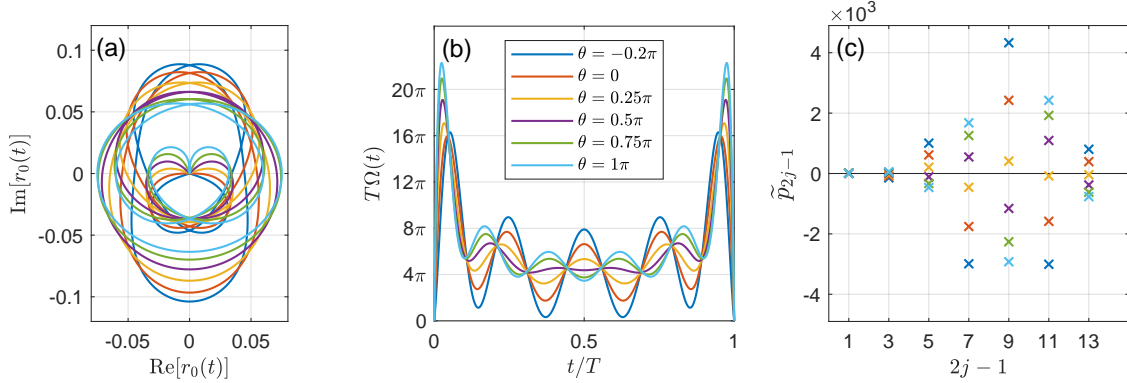 (a)
0.1
0.05
0
-0.05
-0.1
-0.05 0 0.05
Im[r₀(t)]
Re[r₀(t)]
(b)
20π
16π
12π
8π
4π
0
0 0.5 1
TΩ(t)
t/T
θ = −0.2π
θ = 0
θ = 0.25π
θ = 0.5π
θ = 0.75π
θ = 1π
×10³
(c)
4
2
0
-2
-4
1 3 5 7 9 11 13
p̃₂ⱼ₋₁
2j − 1